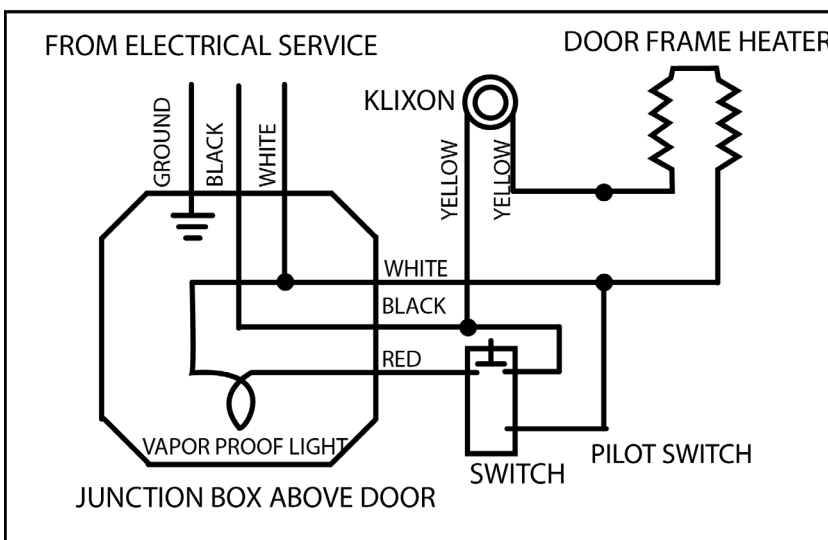 FROM ELECTRICAL SERVICE
DOOR FRAME HEATER
KLIXON
GROUND
BLACK
WHITE
YELLOW
YELLOW
WHITE
BLACK
RED
VAPOR PROOF LIGHT
SWITCH
PILOT SWITCH
JUNCTION BOX ABOVE DOOR